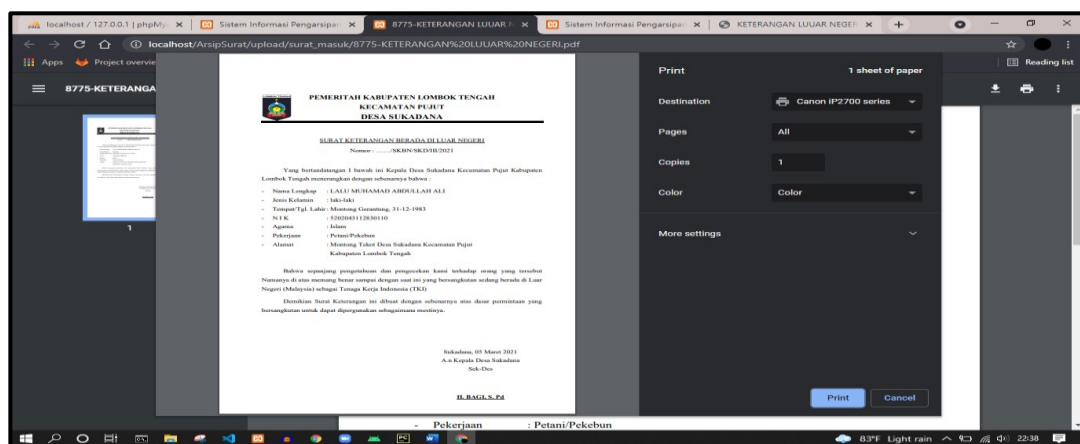 localhost / 127.0.0.1 | phpMy
Sistem Informasi Pengarsipan
8775-KETERANGAN LUUAR N
Sistem Informasi Pengarsipan
KETERANGAN LUUAR NEGER
localhost/ArsipSurat/upload/surat_masuk/8775-KETERANGAN%20LUUAR%20NEGERI.pdf
Apps
Project overvie
Reading list
8775-KETERANGA
1
PEMERITAH KABUPATEN LOMBOK TENGAH
KECAMATAN PUJUT
DESA SUKADANA
SURAT KETERANGAN BERADA DI LUAR NEGERI
Nomor : ....../SKBN/SKD/III/2021
Yang bertandatangan I bawah ini Kepala Desa Sukadana Kecamatan Pujut Kabupaten
Lombok Tengah menerangkan dengan sebenarnya bahwa :
- Nama Lengkap : LALU MUHAMAD ABDULLAH ALI
- Jenis Kelamin : laki-laki
- Tempat/Tgl. Lahir : Montong Gerantung, 31-12-1983
- N I K : 5202043112830110
- Agama : Islam
- Pekerjaan : Petani/Pekebun
- Alamat : Montong Teket Desa Sukadana Kecamatan Pujut
Kabupaten Lombok Tengah
Bahwa sepanjang pengetahuan dan pengecekan kami terhadap orang yang tersebut
Namanya di atas memang benar sampai dengan saat ini yang bersangkutan sedang berada di Luar
Negeri (Malaysia) sebagai Tenaga Kerja Indonesia (TKI)
Demikian Surat Keterangan ini dibuat dengan sebenarnya atas dasar permintaan yang
bersangkutan untuk dapat dipergunakan sebagaimana mestinya.
Sukadana, 03 Maret 2021
A.n Kepala Desa Sukadana
Sek-Des
H. BAGI, S. Pd
Print
1 sheet of paper
Destination
Canon iP2700 series
Pages
All
Copies
1
Color
Color
More settings
Print
Cancel
- Pekerjaan : Petani/Pekebun
83°F Light rain
22:38